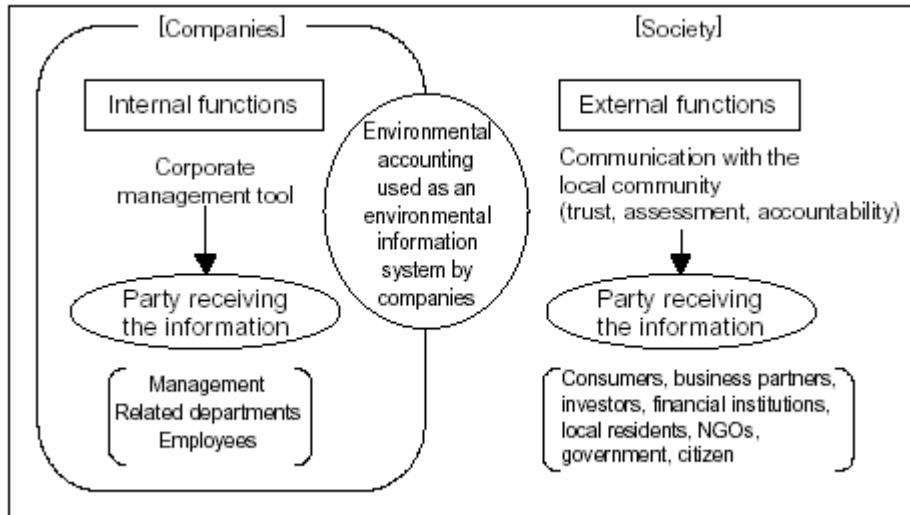 [Companies]
[Society]
Internal functions
External functions
Corporate
management tool
Environmental
accounting
used as an
environmental
information
system by
companies
Communication with the
local community
(trust, assessment, accountability)
Party receiving
the information
Party receiving
the information
Management
Related departments
Employees
Consumers, business partners,
investors, financial institutions,
local residents, NGOs,
government, citizen